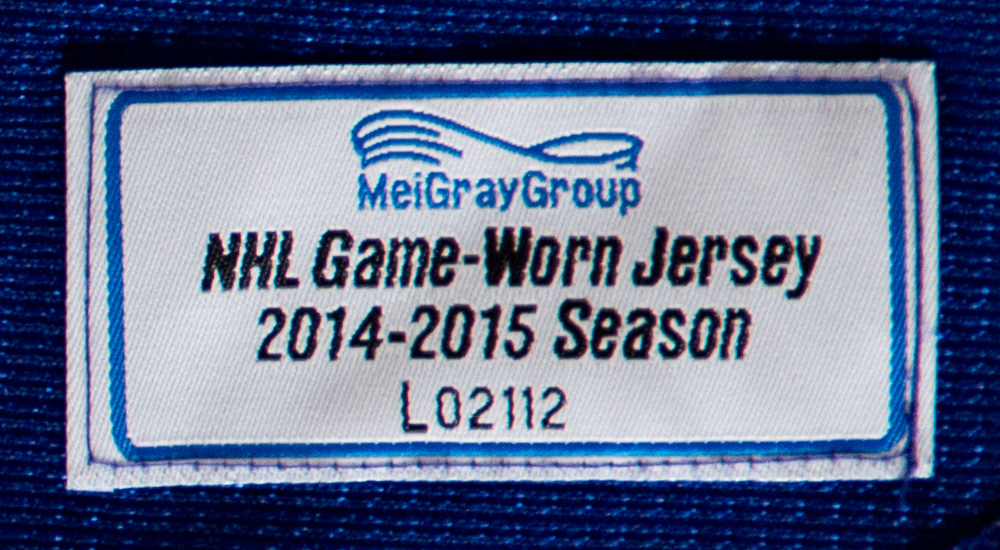 MeiGrayGroup
NHL Game-Worn Jersey
2014-2015 Season
L02112